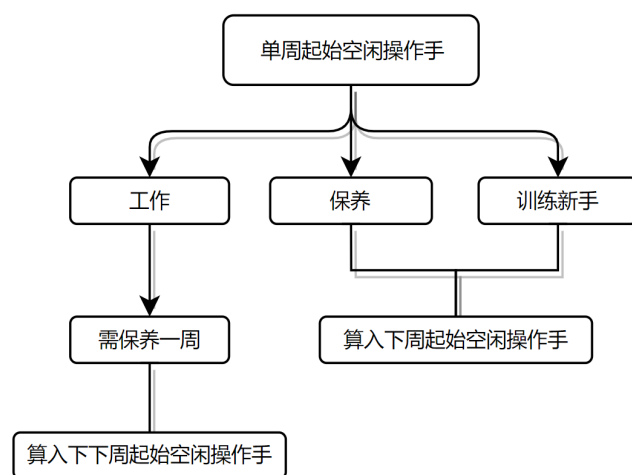 单周起始空闲操作手
工作
保养
训练新手
需保养一周
算入下周起始空闲操作手
算入下下周起始空闲操作手